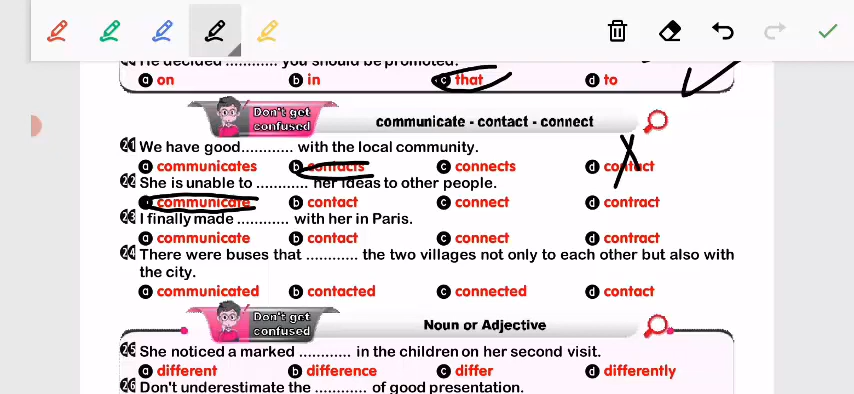 He decided ............ you should be promoted.
a on b in c that d to
Don't get
confused
communicate - contact - connect
21 We have good............ with the local community.
a communicates b contacts c connects d contact
22 She is unable to ............ her ideas to other people.
a communicate b contact c connect d contract
23 I finally made ............ with her in Paris.
a communicate b contact c connect d contract
24 There were buses that ............ the two villages not only to each other but also with
the city.
a communicated b contacted c connected d contact
Don't get
confused
Noun or Adjective
25 She noticed a marked ............ in the children on her second visit.
a different b difference c differ d differently
26 Don't underestimate the ............ of good presentation.